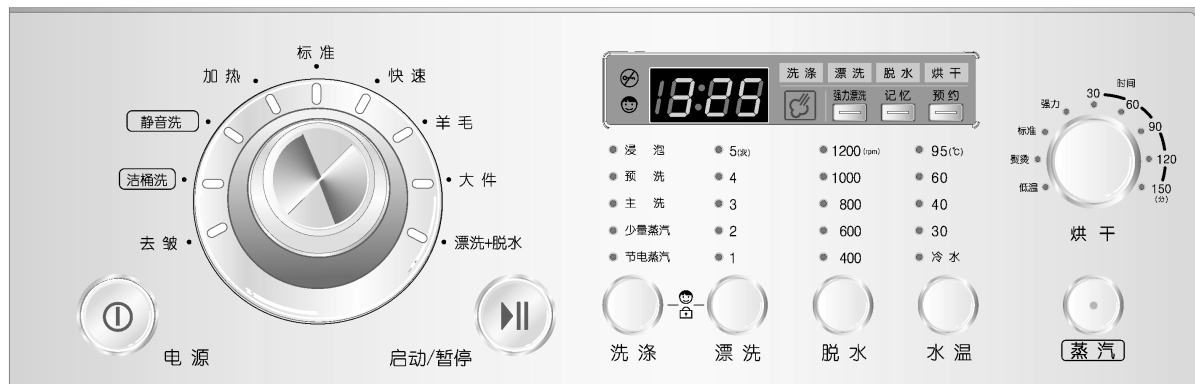 标准
加热
快速
静音洗
羊毛
洁桶洗
大件
去皱
漂洗+脱水
电源
启动/暂停
洗涤 漂洗 脱水 烘干
18:88
强力漂洗 记忆 预约
浸泡 5(次) 1200(rpm) 95(℃)
预洗 4 1000 60
主洗 3 800 40
少量蒸汽 2 600 30
节电蒸汽 1 400 冷水
洗涤 漂洗 脱水 水温
时间
强力 30 60
标准 90
熨烫 120
低温 150
(分)
烘干
蒸汽